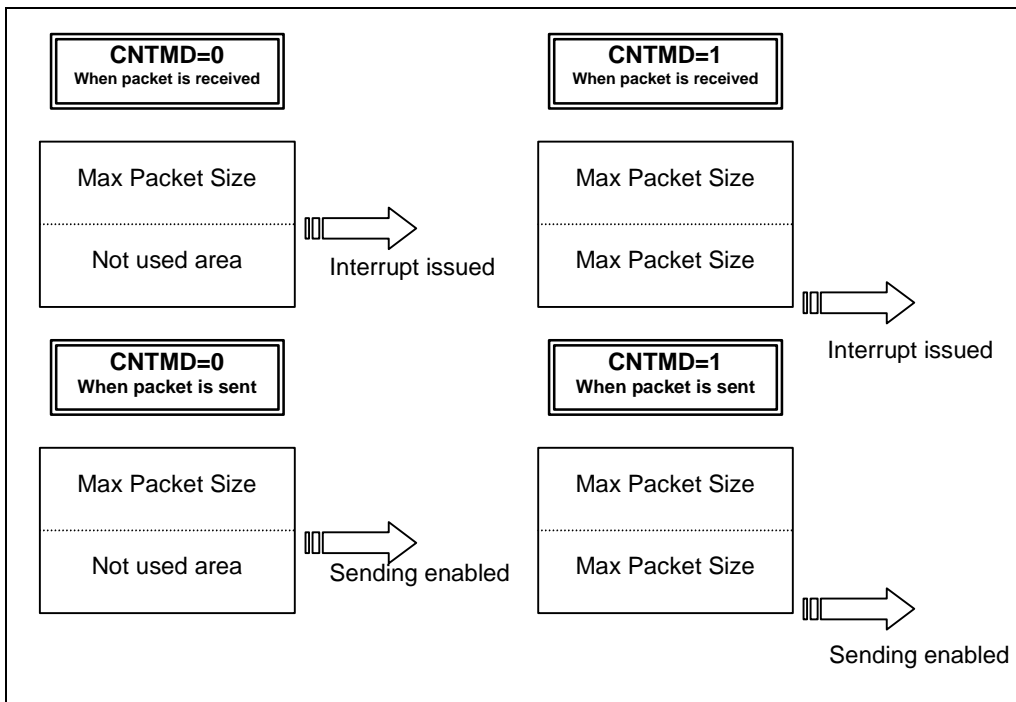 CNTMD=0
When packet is received
CNTMD=1
When packet is received
Max Packet Size
Not used area
Interrupt issued
Max Packet Size
Max Packet Size
Interrupt issued
CNTMD=0
When packet is sent
CNTMD=1
When packet is sent
Max Packet Size
Not used area
Sending enabled
Max Packet Size
Max Packet Size
Sending enabled